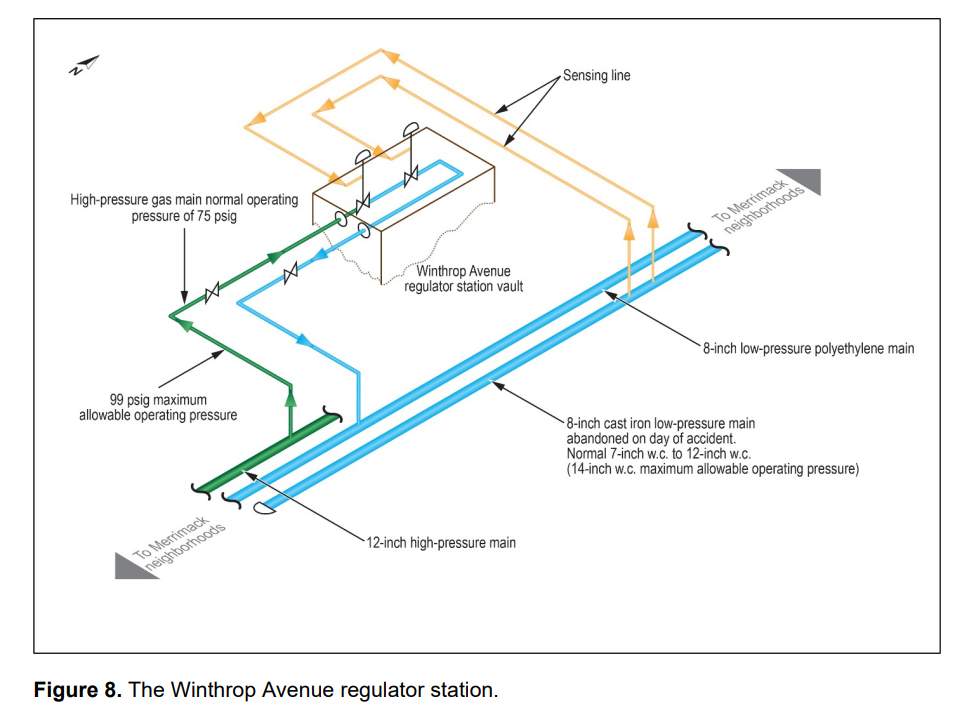 N
Sensing line
To Merrimack
neighborhoods
High-pressure gas main normal operating
pressure of 75 psig
Winthrop Avenue
regulator station vault
8-inch low-pressure polyethylene main
99 psig maximum
allowable operating pressure
8-inch cast iron low-pressure main
abandoned on day of accident.
Normal 7-inch w.c. to 12-inch w.c.
(14-inch w.c. maximum allowable operating pressure)
To Merrimack
neighborhoods
12-inch high-pressure main
Figure 8. The Winthrop Avenue regulator station.